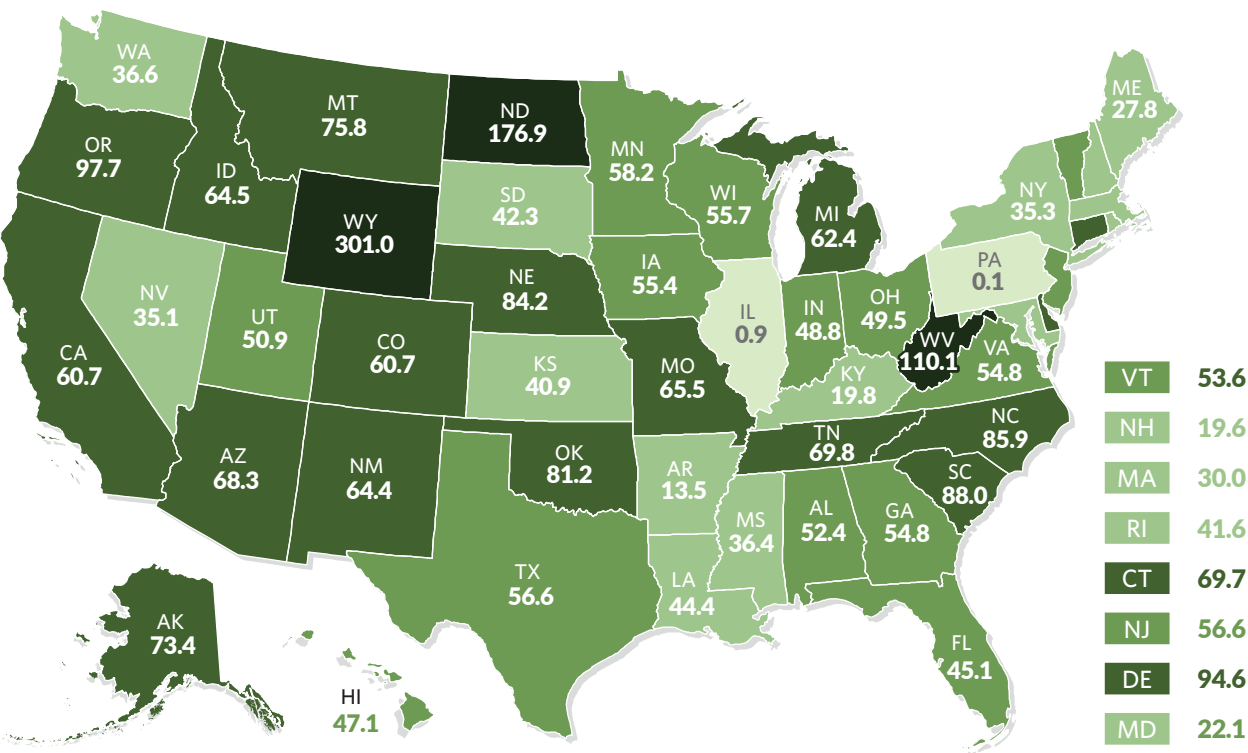 WA
36.6
OR
97.7
CA
60.7
ID
64.5
NV
35.1
MT
75.8
WY
301.0
UT
50.9
AZ
68.3
CO
60.7
NM
64.4
ND
176.9
SD
42.3
NE
84.2
KS
40.9
OK
81.2
TX
56.6
MN
58.2
IA
55.4
MO
65.5
AR
13.5
LA
44.4
WI
55.7
IL
0.9
MI
62.4
IN
48.8
OH
49.5
KY
19.8
TN
69.8
MS
36.4
AL
52.4
GA
54.8
FL
45.1
SC
88.0
NC
85.9
VA
54.8
WV
110.1
PA
0.1
NY
35.3
ME
27.8
AK
73.4
HI
47.1
VT 53.6
NH 19.6
MA 30.0
RI 41.6
CT 69.7
NJ 56.6
DE 94.6
MD 22.1